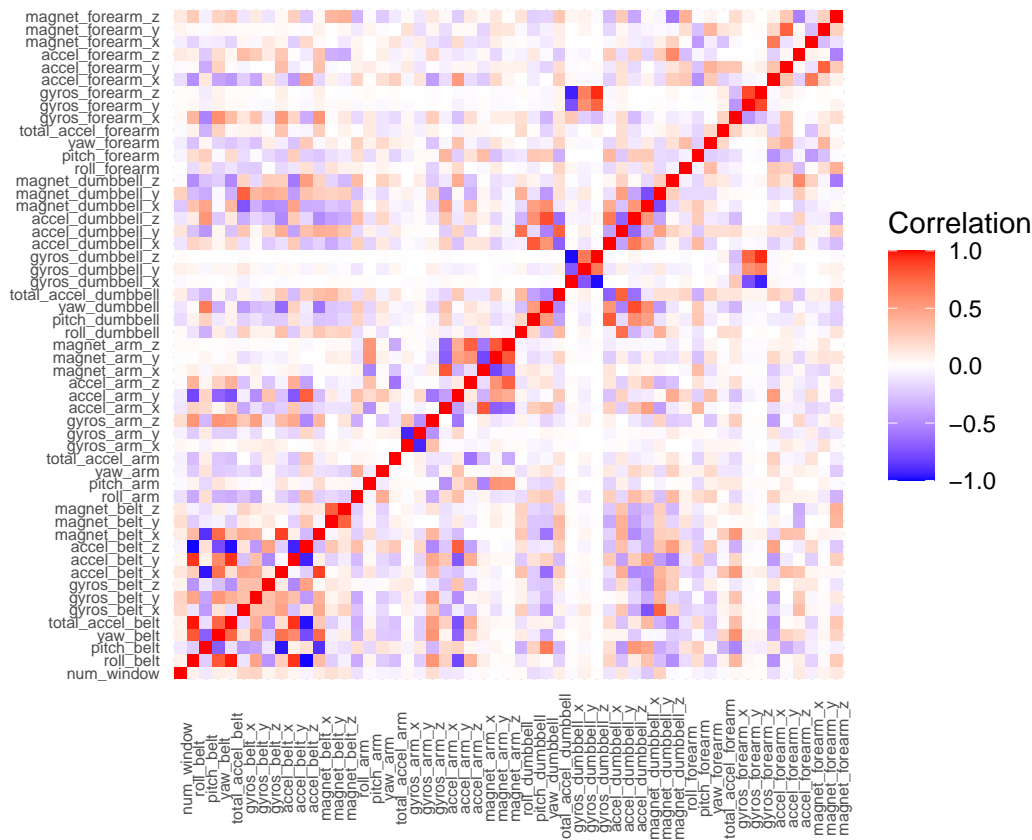 magnet_forearm_z
magnet_forearm_y
magnet_forearm_x
accel_forearm_z
accel_forearm_y
accel_forearm_x
gyros_forearm_z
gyros_forearm_y
gyros_forearm_x
total_accel_forearm
yaw_forearm
pitch_forearm
roll_forearm
magnet_dumbbell_z
magnet_dumbbell_y
magnet_dumbbell_x
accel_dumbbell_z
accel_dumbbell_y
accel_dumbbell_x
gyros_dumbbell_z
gyros_dumbbell_y
gyros_dumbbell_x
total_accel_dumbbell
yaw_dumbbell
pitch_dumbbell
roll_dumbbell
magnet_arm_z
magnet_arm_y
magnet_arm_x
accel_arm_z
accel_arm_y
accel_arm_x
gyros_arm_z
gyros_arm_y
gyros_arm_x
total_accel_arm
yaw_arm
pitch_arm
roll_arm
magnet_belt_z
magnet_belt_y
magnet_belt_x
accel_belt_z
accel_belt_y
accel_belt_x
gyros_belt_z
gyros_belt_y
gyros_belt_x
total_accel_belt
yaw_belt
pitch_belt
roll_belt
num_window
num_window
roll_belt
pitch_belt
yaw_belt
total_accel_belt
gyros_belt_x
gyros_belt_y
gyros_belt_z
accel_belt_x
accel_belt_y
accel_belt_z
magnet_belt_x
magnet_belt_y
magnet_belt_z
roll_arm
pitch_arm
yaw_arm
total_accel_arm
gyros_arm_x
gyros_arm_y
gyros_arm_z
accel_arm_x
accel_arm_y
accel_arm_z
magnet_arm_x
magnet_arm_y
magnet_arm_z
roll_dumbbell
pitch_dumbbell
yaw_dumbbell
otal_accel_dumbbell
gyros_dumbbell_x
gyros_dumbbell_y
gyros_dumbbell_z
accel_dumbbell_x
accel_dumbbell_y
accel_dumbbell_z
magnet_dumbbell_x
magnet_dumbbell_y
magnet_dumbbell_z
roll_forearm
pitch_forearm
yaw_forearm
total_accel_forearm
gyros_forearm_x
gyros_forearm_y
gyros_forearm_z
accel_forearm_x
accel_forearm_y
accel_forearm_z
magnet_forearm_x
magnet_forearm_y
magnet_forearm_z
Correlation
1.0
0.5
0.0
−0.5
−1.0